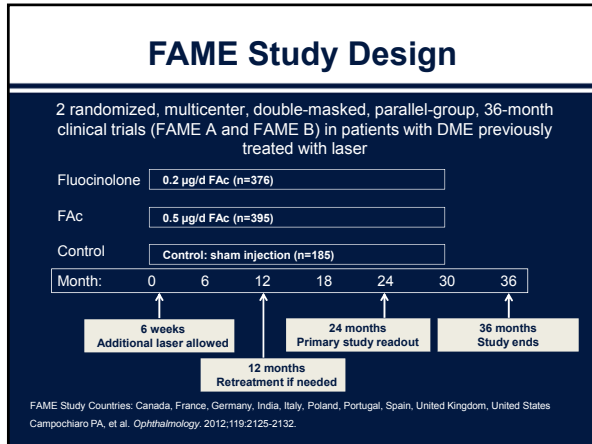 FAME Study Design
2 randomized, multicenter, double-masked, parallel-group, 36-month
clinical trials (FAME A and FAME B) in patients with DME previously
treated with laser
Fluocinolone
0.2 µg/d FAc (n=376)
FAc
0.5 µg/d FAc (n=395)
Control
Control: sham injection (n=185)
Month: 0 6 12 18 24 30 36
6 weeks
Additional laser allowed
12 months
Retreatment if needed
24 months
Primary study readout
36 months
Study ends
FAME Study Countries: Canada, France, Germany, India, Italy, Poland, Portugal, Spain, United Kingdom, United States
Campochiaro PA, et al. Ophthalmology. 2012;119:2125-2132.